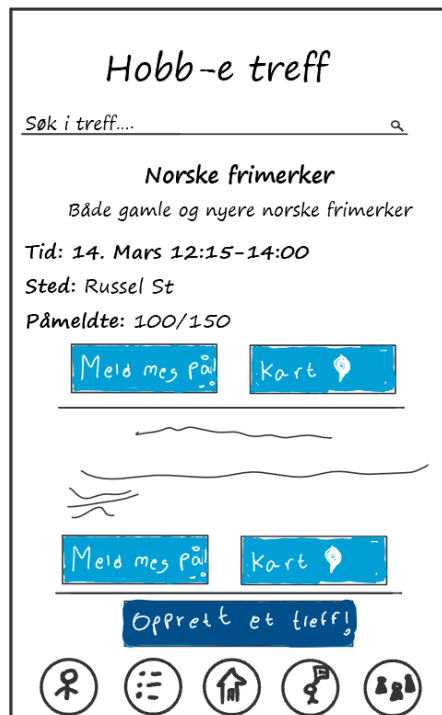 Hobb-e treff
Søk i treff....
Norske frimerker
Både gamle og nyere norske frimerker
Tid: 14. Mars 12:15-14:00
Sted: Russel St
Påmeldte: 100/150
Meld meg på! Kart
Meld meg på! Kart
Opprett et treff!